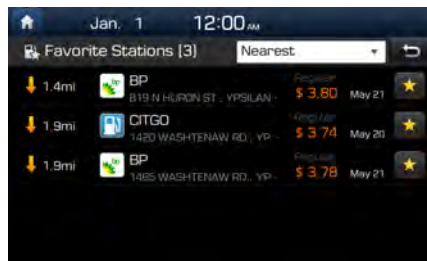 Jan. 1 12:00 AM
Favorite Stations (3) Nearest
BP Regular
1.4mi 819 N HURON ST , YPSILAN - $ 3.80 May 21
CITGO Regular
1.9mi 1420 WASHTENAW RD , YP - $ 3.74 May 20
BP Regular
1.9mi 1465 WASHTENAW RD., YP - $ 3.78 May 21